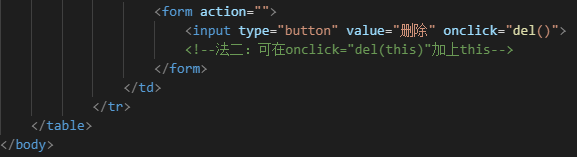 <form action="">
<input type="button" value="删除" onclick="del()">
<!--法二：可在onclick="del(this)"加上this-->
</form>
</td>
</tr>
</table>
</body>